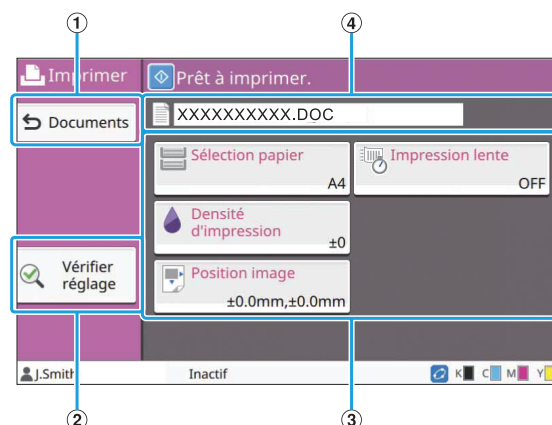 ① ④
Imprimer Prêt à imprimer.
Documents XXXXXXXXXX.DOC
Sélection papier
A4
Impression lente
OFF
Densité
d'impression
±0
Vérifier
réglage
Position image
±0.0mm,±0.0mm
J.Smith Inactif K C M Y
② ③